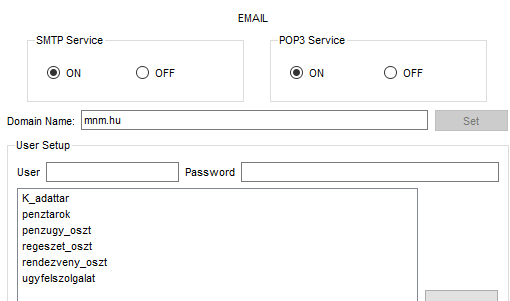 EMAIL
SMTP Service
POP3 Service
ON OFF
ON OFF
Domain Name: mnm.hu Set
User Setup
User Password
K_adattar
penztarok
penzugy_oszt
regeszet_oszt
rendezveny_oszt
ugyfelszolgalat